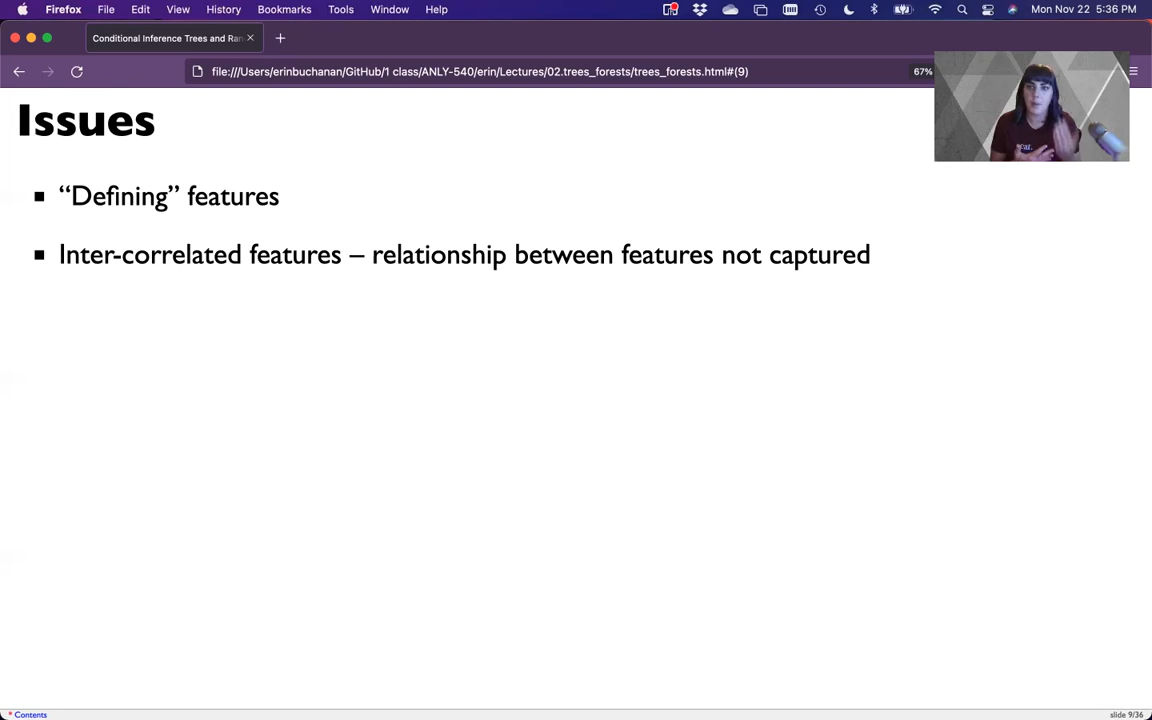 Firefox File Edit View History Bookmarks Tools Window Help Mon Nov 22 5:36 PM
Conditional Inference Trees and Ran
file:///Users/erinbuchanan/GitHub/1 class/ANLY-540/erin/Lectures/02.trees_forests/trees_forests.html#(9) 67%
Issues
“Defining” features
Inter-correlated features – relationship between features not captured
* Contents
slide 9/36